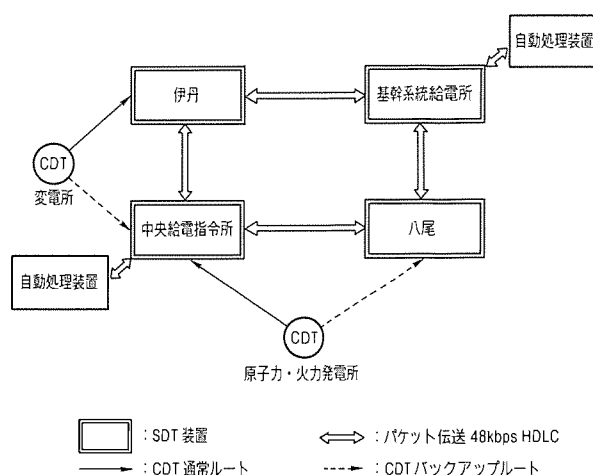 自動処理装置
伊丹
基幹系統給電所
CDT
変電所
中央給電指令所
八尾
自動処理装置
CDT
原子力・火力発電所
:SDT装置
:パケット伝送 48kbps HDLC
:CDT通常ルート
:CDTバックアップルート